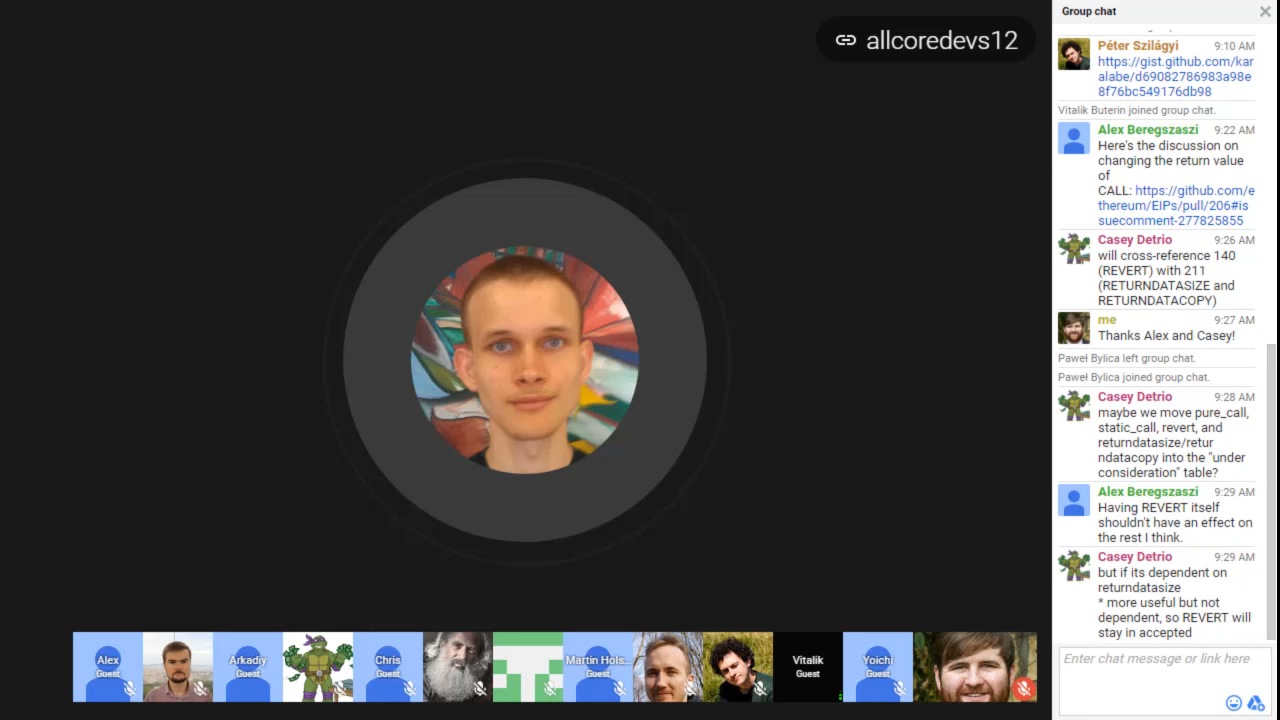 allcoredevs12
Group chat
Péter Szilágyi 9:10 AM
https://gist.github.com/kar
alabe/d69082786983a98e
8f76bc549176db98
Vitalik Buterin joined group chat.
Alex Beregszaszi 9:22 AM
Here's the discussion on
changing the return value
of
CALL: https://github.com/e
thereum/EIPs/pull/206#is
suecomment-277825855
Casey Detrio 9:26 AM
will cross-reference 140
(REVERT) with 211
(RETURNDATASIZE and
RETURNDATACOPY)
me 9:27 AM
Thanks Alex and Casey!
Paweł Bylica left group chat.
Paweł Bylica joined group chat.
Casey Detrio 9:28 AM
maybe we move pure_call,
static_call, revert, and
returndatasize/retur
ndatacopy into the "under
consideration" table?
Alex Beregszaszi 9:29 AM
Having REVERT itself
shouldn't have an effect on
the rest I think.
Casey Detrio 9:29 AM
but if its dependent on
returndatasize
* more useful but not
dependent, so REVERT will
stay in accepted
Enter chat message or link here
Alex
Guest
Arkadiy
Guest
Chris
Guest
Martin Hols...
Guest
Vitalik
Guest
Yoichi
Guest